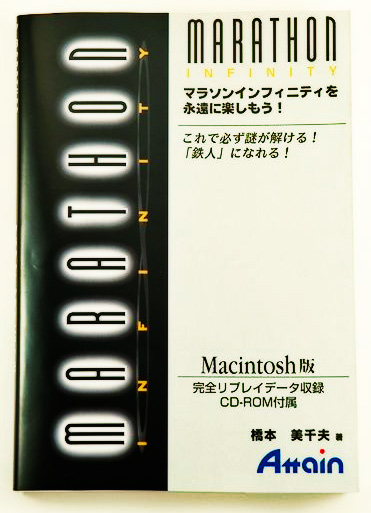 MARATHON
INFINITY
MARATHON
INFINITY
マラソンインフィニティを
永遠に楽しもう！
これで必ず謎が解ける！
「鉄人」になれる！
Macintosh版
完全リプレイデータ収録
CD-ROM付属
橋本 美千夫 著
Attain